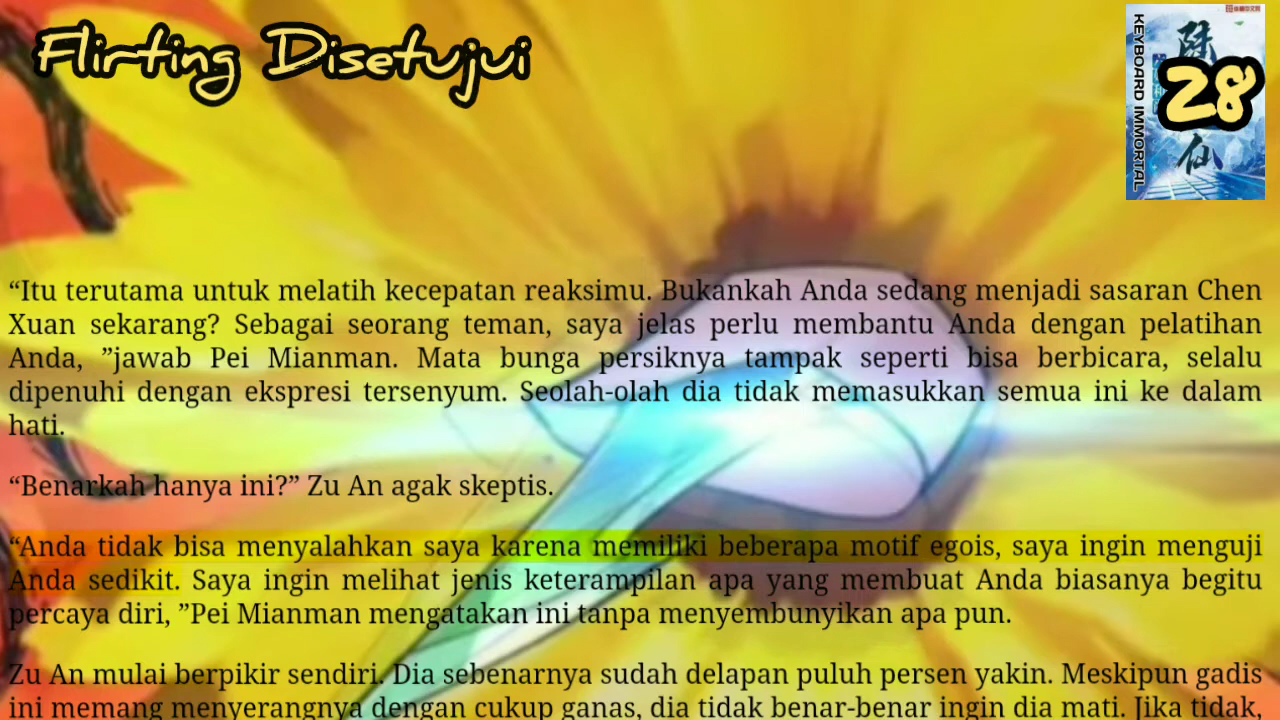 Flirting Disetujui
KEYBOARD IMMORTAL
28
“Itu terutama untuk melatih kecepatan reaksimu. Bukankah Anda sedang menjadi sasaran Chen
Xuan sekarang? Sebagai seorang teman, saya jelas perlu membantu Anda dengan pelatihan
Anda, ”jawab Pei Mianman. Mata bunga persiknya tampak seperti bisa berbicara, selalu
dipenuhi dengan ekspresi tersenyum. Seolah-olah dia tidak memasukkan semua ini ke dalam
hati.
“Benarkah hanya ini?” Zu An agak skeptis.
“Anda tidak bisa menyalahkan saya karena memiliki beberapa motif egois, saya ingin menguji
Anda sedikit. Saya ingin melihat jenis keterampilan apa yang membuat Anda biasanya begitu
percaya diri, ”Pei Mianman mengatakan ini tanpa menyembunyikan apa pun.
Zu An mulai berpikir sendiri. Dia sebenarnya sudah delapan puluh persen yakin. Meskipun gadis
ini memang menyerangnya dengan cukup ganas, dia tidak benar-benar ingin dia mati. Jika tidak,